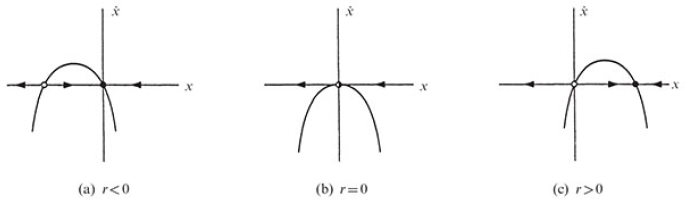 ẋ
ẋ
ẋ
x
x
x
(a) r<0
(b) r=0
(c) r>0